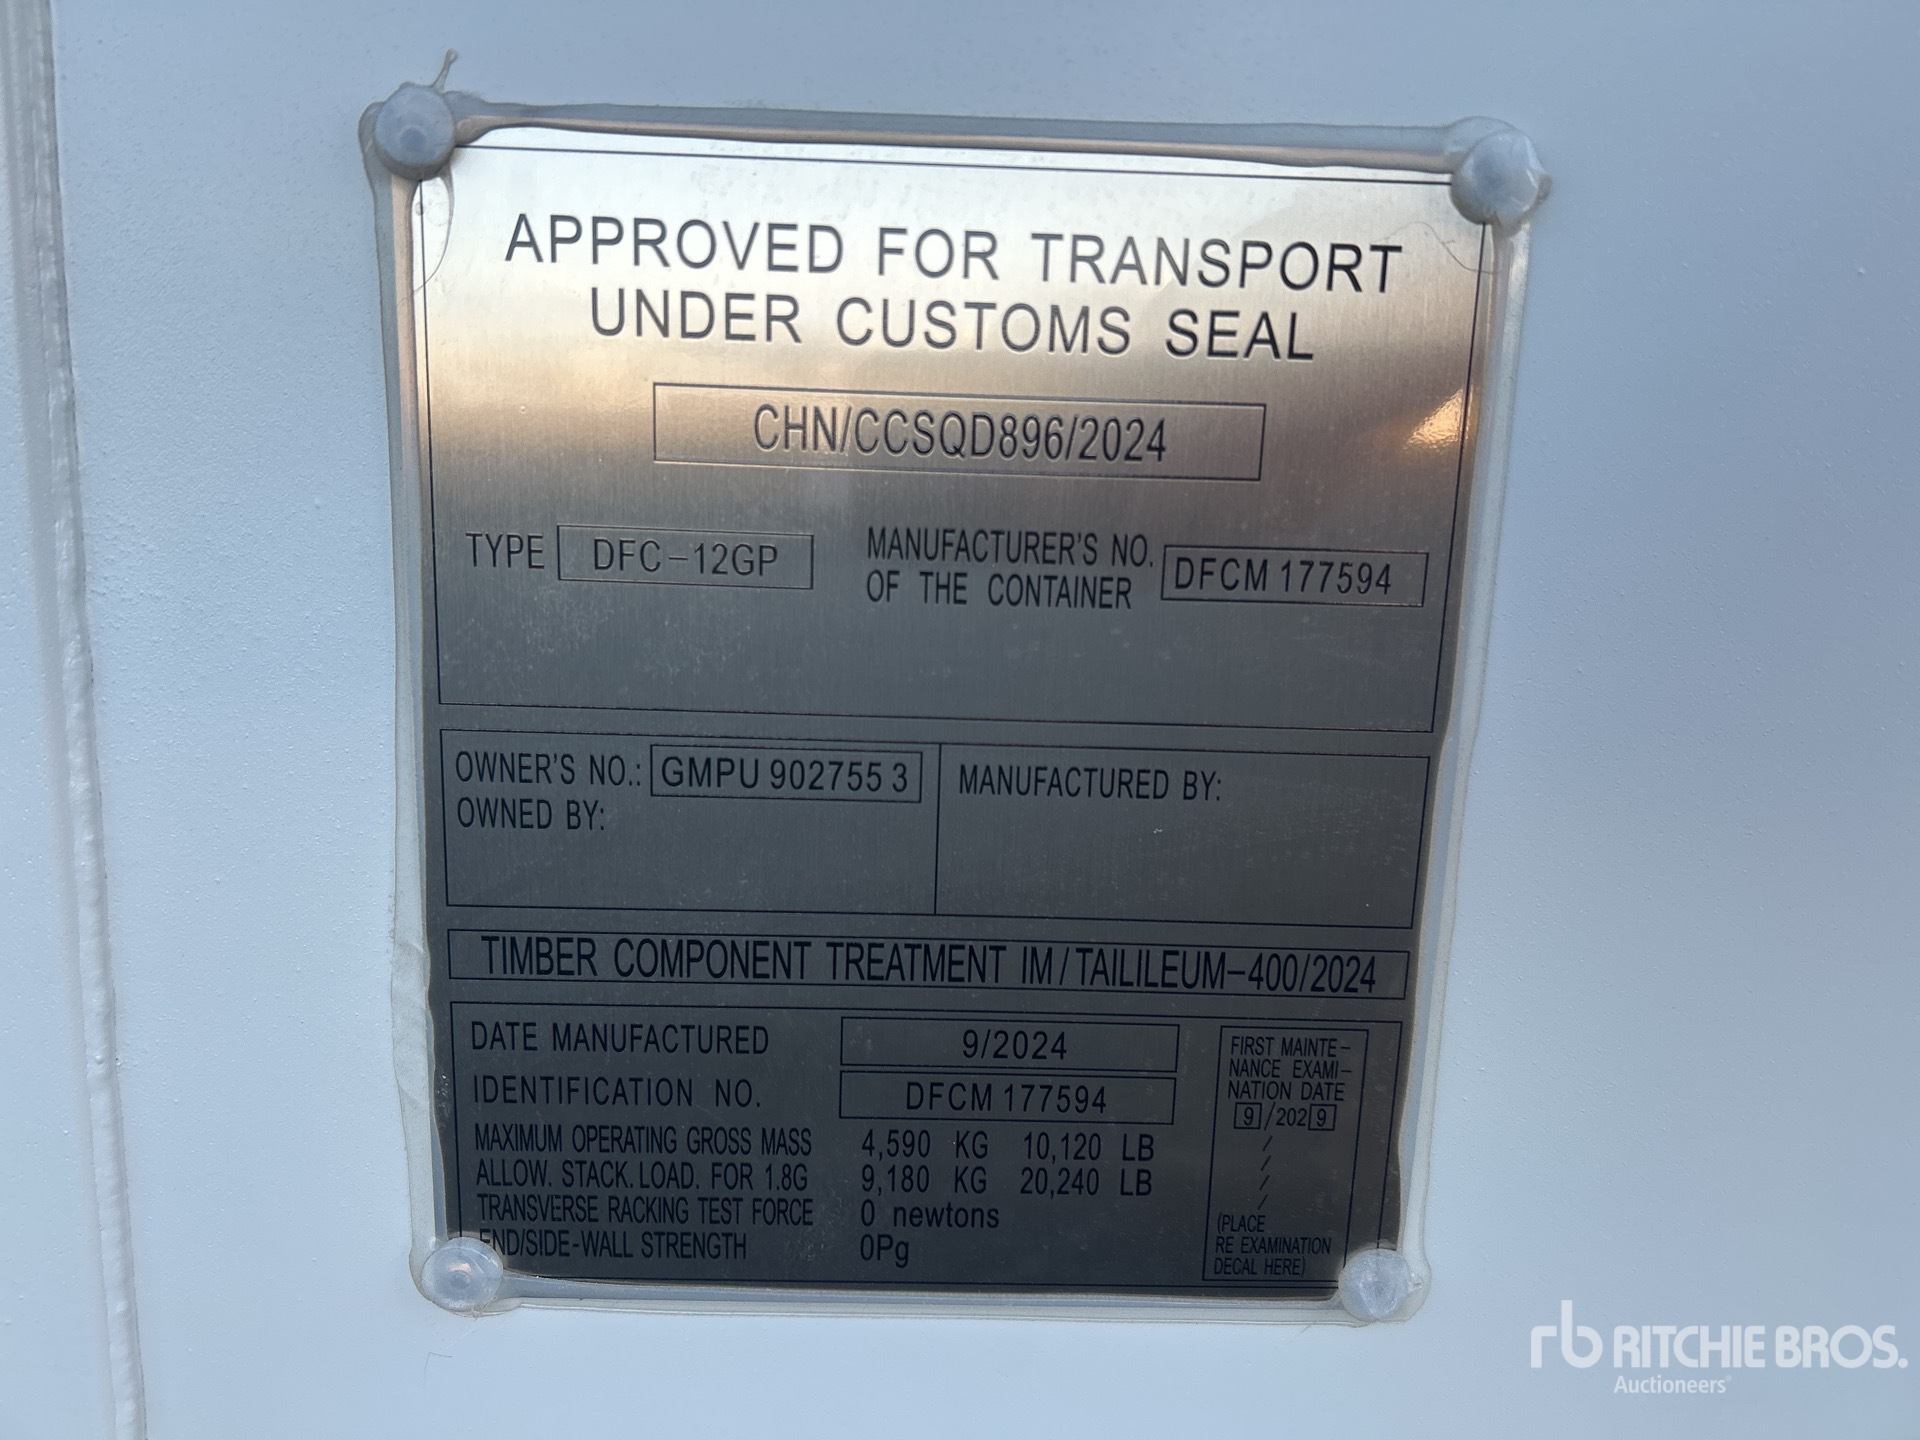 APPROVED FOR TRANSPORT
UNDER CUSTOMS SEAL
CHN/CCSQD896/2024
TYPE DFC-12GP
MANUFACTURER'S NO.
OF THE CONTAINER
DFCM 177594
OWNER'S NO.: GMPU 902755 3
OWNED BY:
MANUFACTURED BY:
TIMBER COMPONENT TREATMENT IM/TAILILEUM-400/2024
DATE MANUFACTURED 9/2024
IDENTIFICATION NO. DFCM 177594
MAXIMUM OPERATING GROSS MASS 4,590 KG 10,120 LB
ALLOW. STACK. LOAD. FOR 1.8G 9,180 KG 20,240 LB
TRANSVERSE RACKING TEST FORCE 0 newtons
END/SIDE-WALL STRENGTH 0Pg
FIRST MAINTE-
NANCE EXAMI-
NATION DATE
9/2029
/
/
/
/
(PLACE
RE EXAMINATION
DECAL HERE)
rb RITCHIE BROS.
Auctioneers